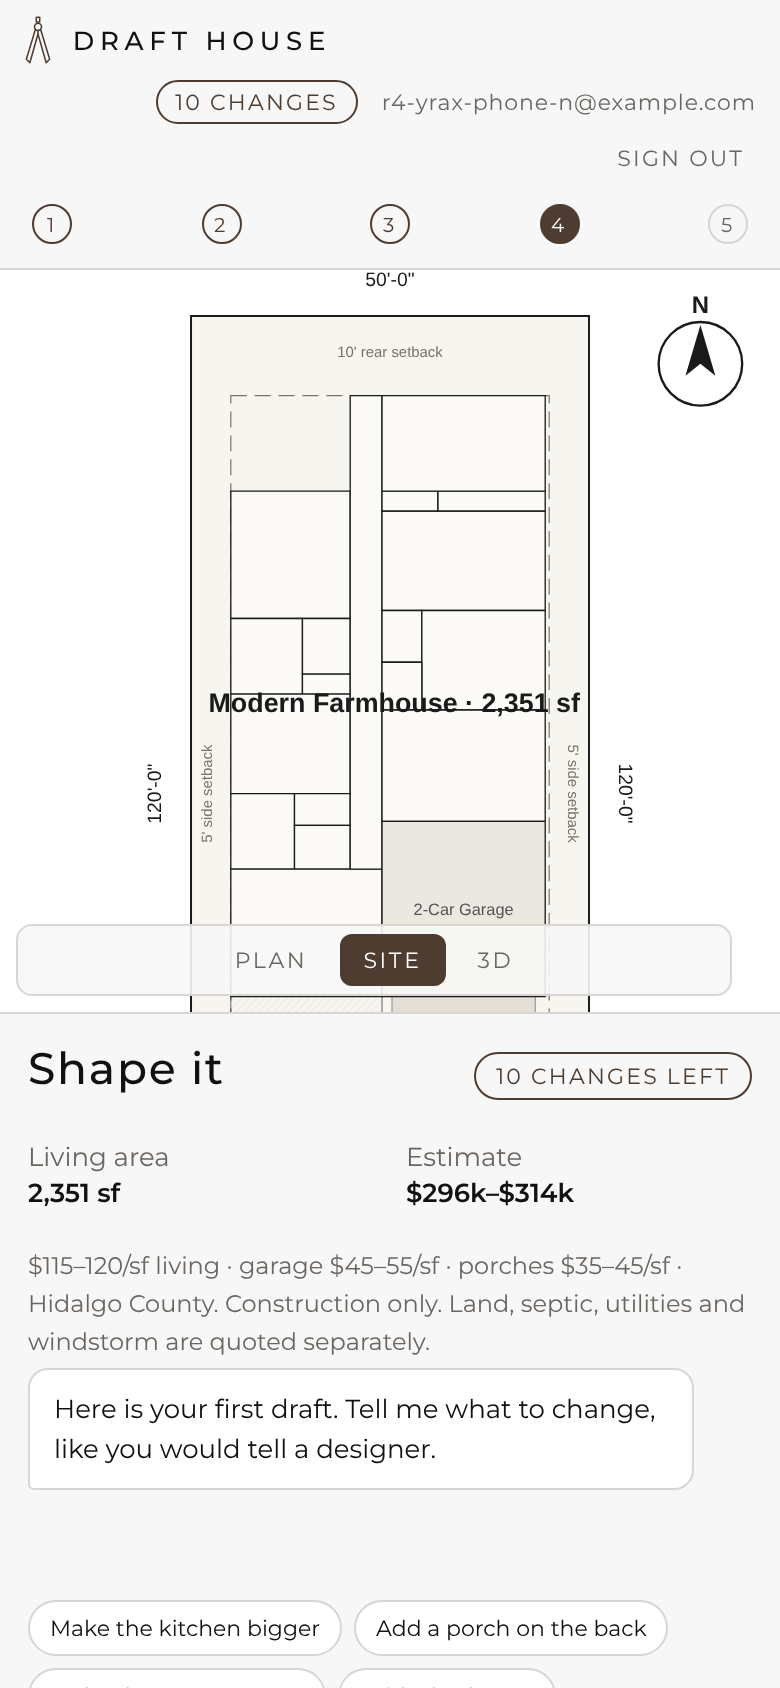 DRAFT HOUSE
10 CHANGES
r4-yrax-phone-n@example.com
SIGN OUT
1
2
3
4
5
50'-0"
N
10' rear setback
Modern Farmhouse · 2,351 sf
120'-0"
5' side setback
5' side setback
120'-0"
2-Car Garage
PLAN
SITE
3D
Shape it
10 CHANGES LEFT
Living area
Estimate
2,351 sf
$296k–$314k
$115–120/sf living · garage $45–55/sf · porches $35–45/sf ·
Hidalgo County. Construction only. Land, septic, utilities and
windstorm are quoted separately.
Here is your first draft. Tell me what to change,
like you would tell a designer.
Make the kitchen bigger
Add a porch on the back